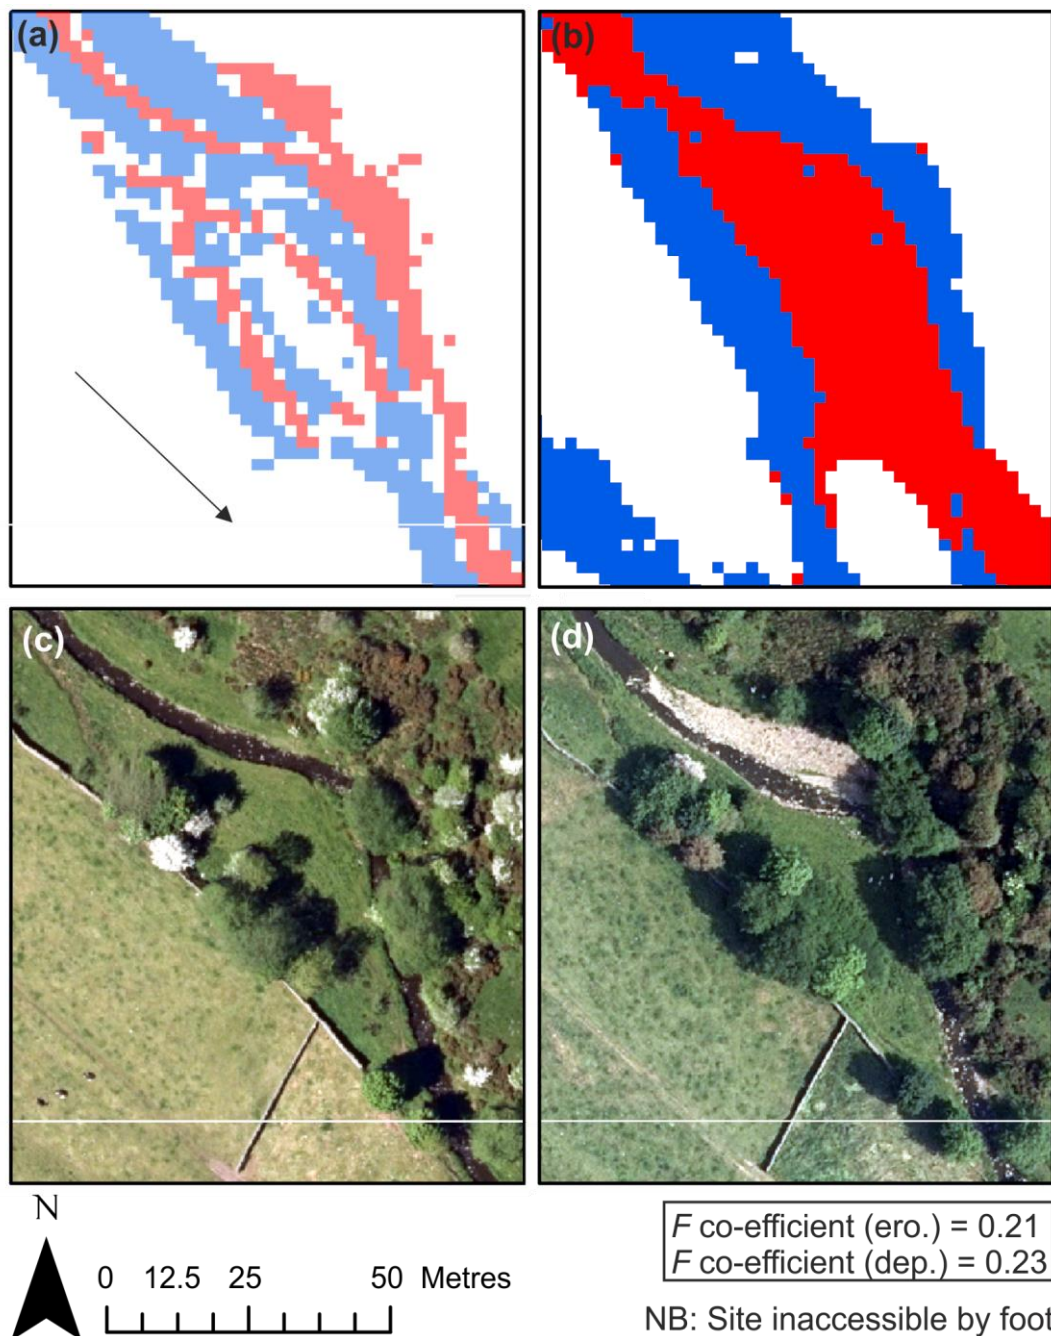 (a)
(b)
(c)
(d)
N
0 12.5 25 50 Metres
F co-efficient (ero.) = 0.21
F co-efficient (dep.) = 0.23
NB: Site inaccessible by foot